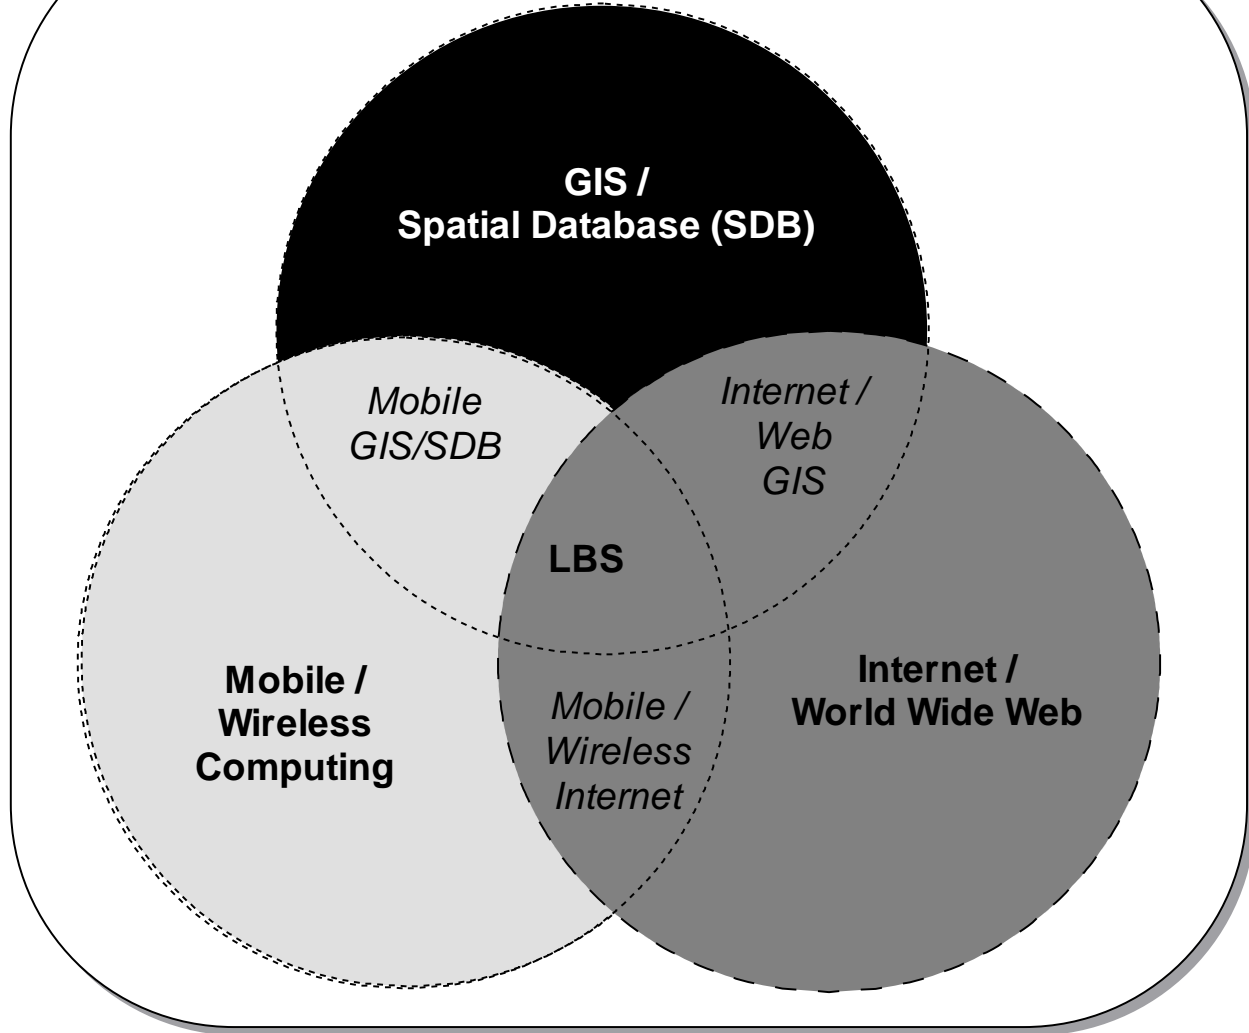 GIS /
Spatial Database (SDB)
Mobile
GIS/SDB
Internet /
Web
GIS
LBS
Mobile /
Wireless
Computing
Mobile /
Wireless
Internet
Internet /
World Wide Web